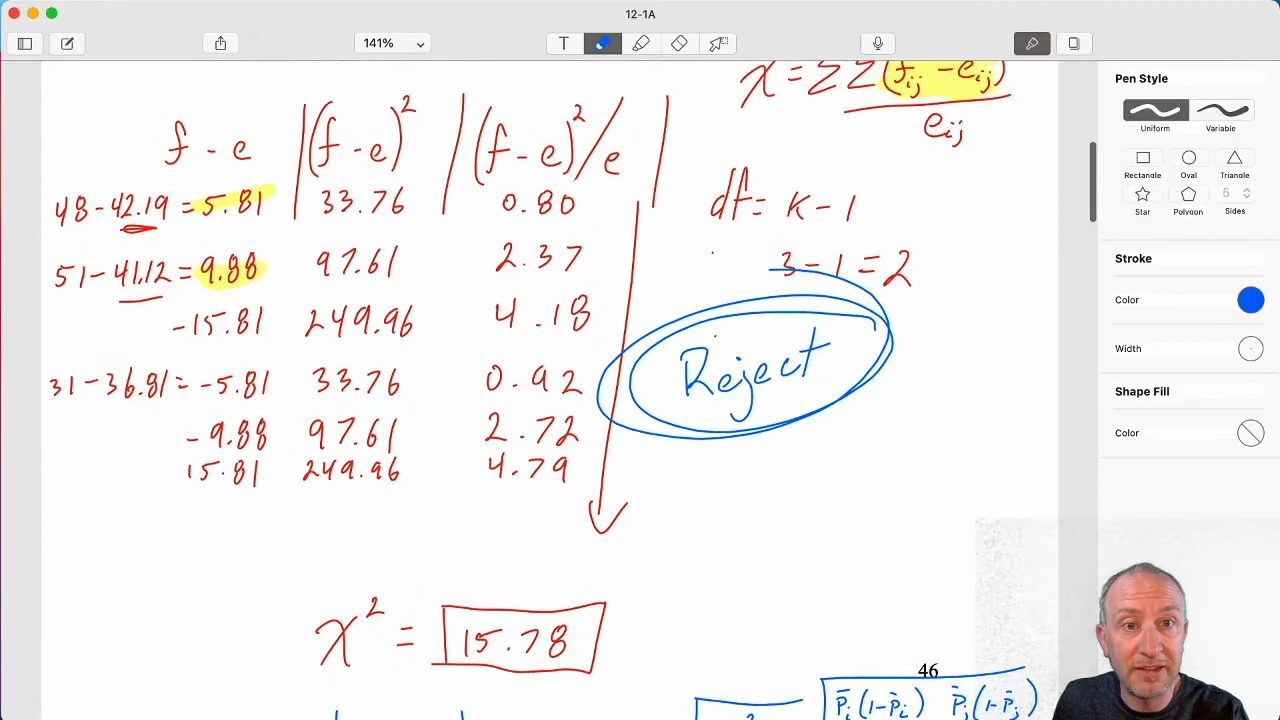 12-1A
141%
T
Pen Style
Uniform Variable
Rectangle Oval Triangle
Star Polygon 5 Sides
Stroke
Color
Width
Shape Fill
Color
χ = ΣΣ (fij - eij)
eij
f - e | (f - e)² | (f - e)²/e |
48 - 42.19 = 5.81 33.76 0.80
51 - 41.12 = 9.88 97.61 2.37
-15.81 249.96 4.18
31 - 36.81 = -5.81 33.76 0.92
-9.88 97.61 2.72
15.81 249.96 4.79
df = K - 1
3 - 1 = 2
Reject
χ² = 15.78
46
p̄i(1-p̄i) p̄j(1-p̄j)